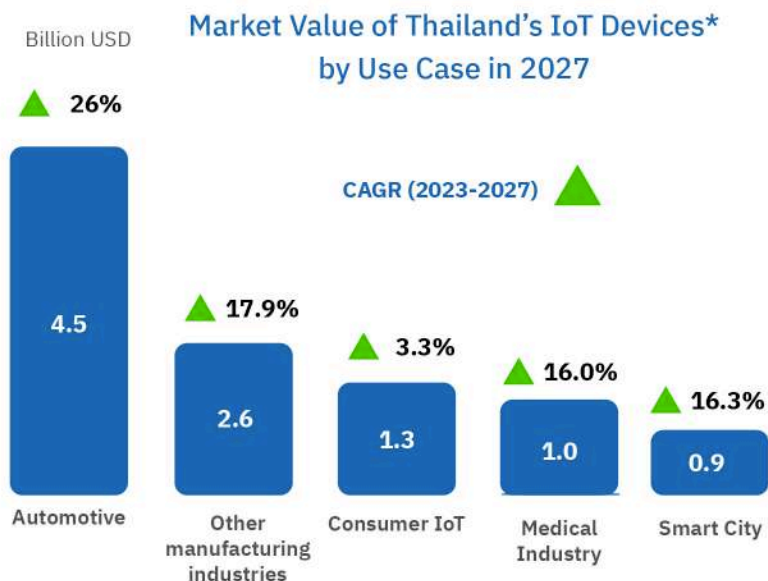 Billion USD
Market Value of Thailand's IoT Devices*
by Use Case in 2027
26%
CAGR (2023-2027)
17.9%
3.3%
16.0%
16.3%
4.5
2.6
1.3
1.0
0.9
Automotive
Other
manufacturing
industries
Consumer IoT
Medical
Industry
Smart City